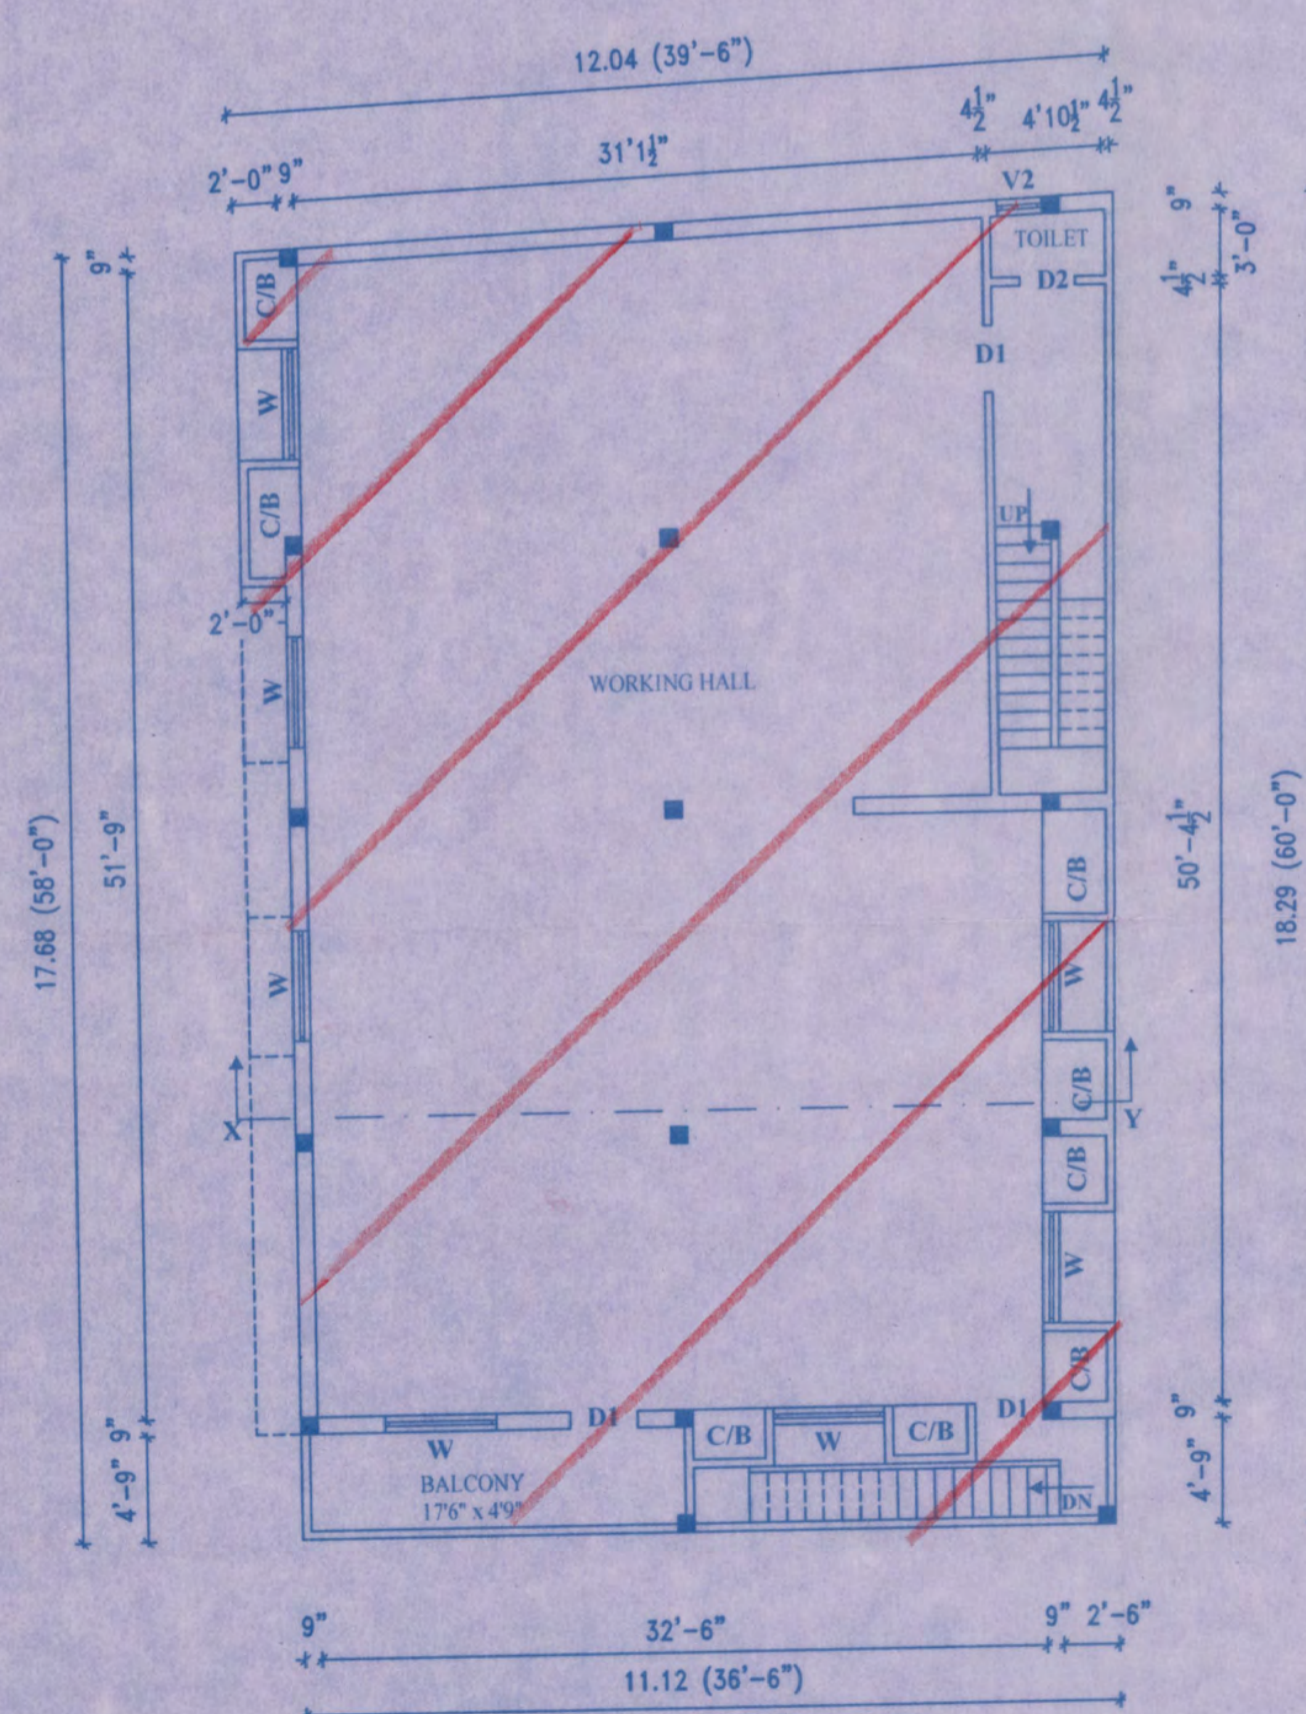 12.04 (39'-6")
4½" 4'10½" 4½"
31'1½"
2'-0" 9"
V2
9"
TOILET
3'-0"
D2
4½"
9"
C/B
D1
W
C/B
UP
2'-0"
W
WORKING HALL
17.68 (58'-0")
51'-9"
50'-4½"
18.29 (60'-0")
C/B
W
W
C/B
X
Y
C/B
W
C/B
D1
D1
9"
9"
W
C/B
W
C/B
BALCONY
17'6" x 4'9"
DN
4'-9"
4'-9"
9"
32'-6"
9"
2'-6"
11.12 (36'-6")